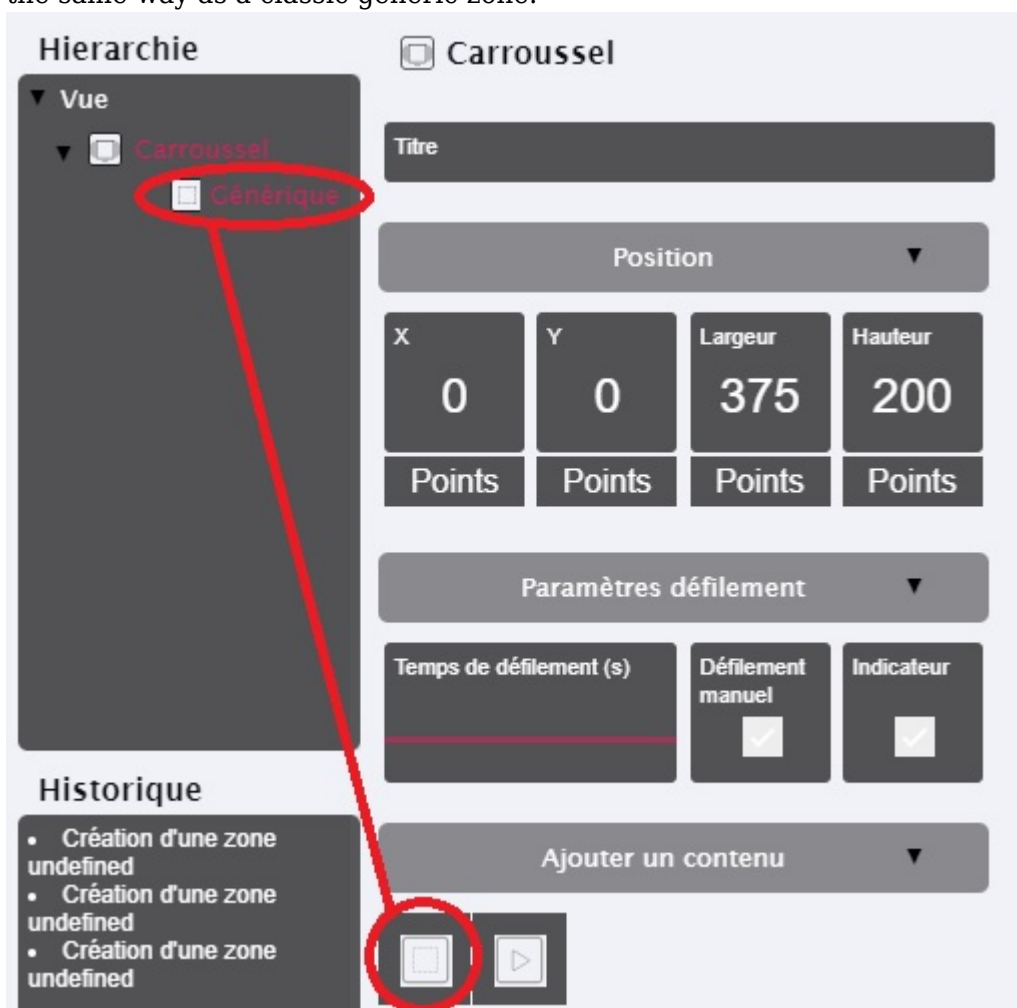 the same way as a classic generic zone.
Hierarchie
Vue
Carroussel
Générique
Historique
• Création d'une zone
undefined
• Création d'une zone
undefined
• Création d'une zone
undefined
Carroussel
Titre
Position
X
Y
Largeur
Hauteur
0
0
375
200
Points
Points
Points
Points
Paramètres défilement
Temps de défilement (s)
Défilement
manuel
Indicateur
Ajouter un contenu